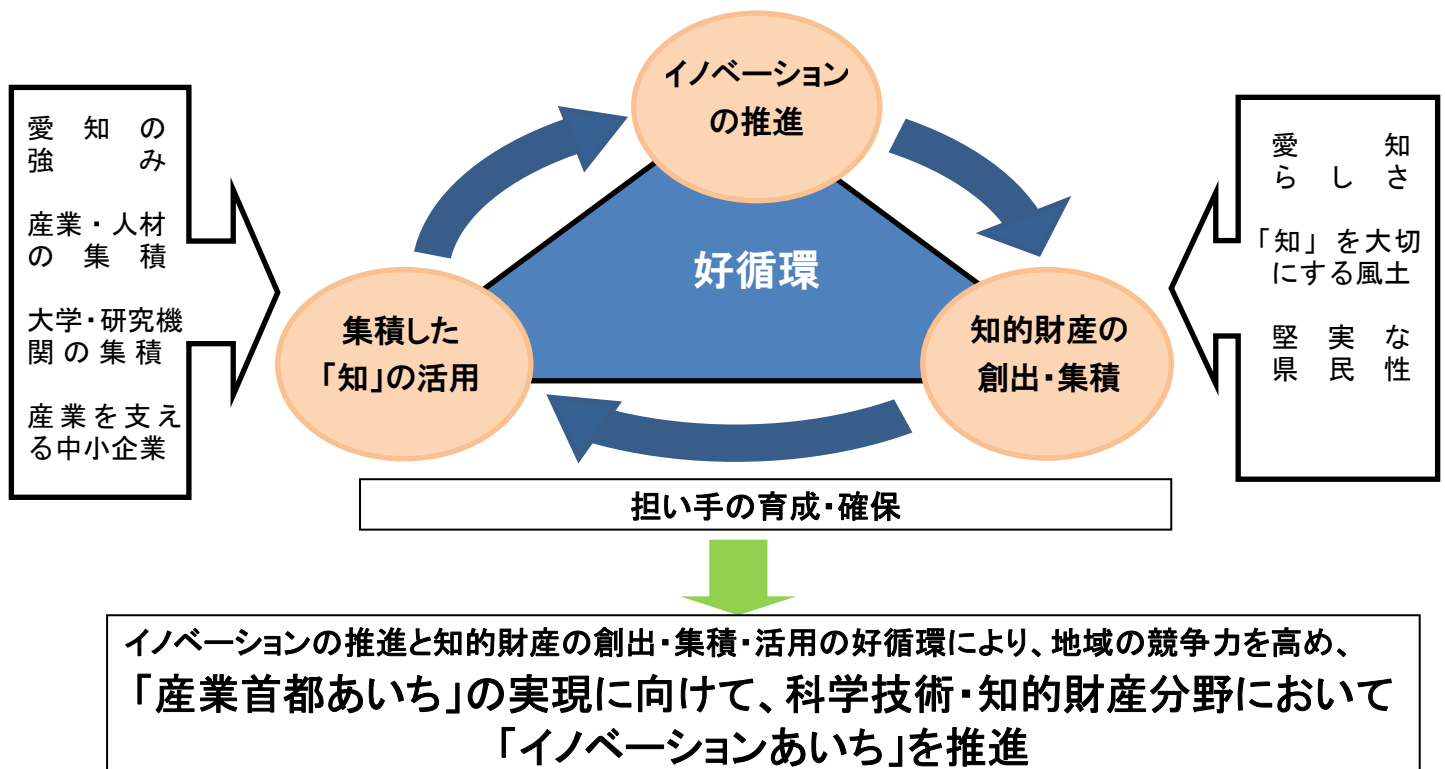 イノベーション
の推進
愛知の
強み
産業・人材
の集積
大学・研究機
関の集積
産業を支え
る中小企業
好循環
集積した
「知」の活用
知的財産の
創出・集積
愛知
らしさ
「知」を大切
にする風土
堅実な
県民性
担い手の育成・確保
イノベーションの推進と知的財産の創出・集積・活用の好循環により、地域の競争力を高め、
「産業首都あいち」の実現に向けて、科学技術・知的財産分野において
「イノベーションあいち」を推進